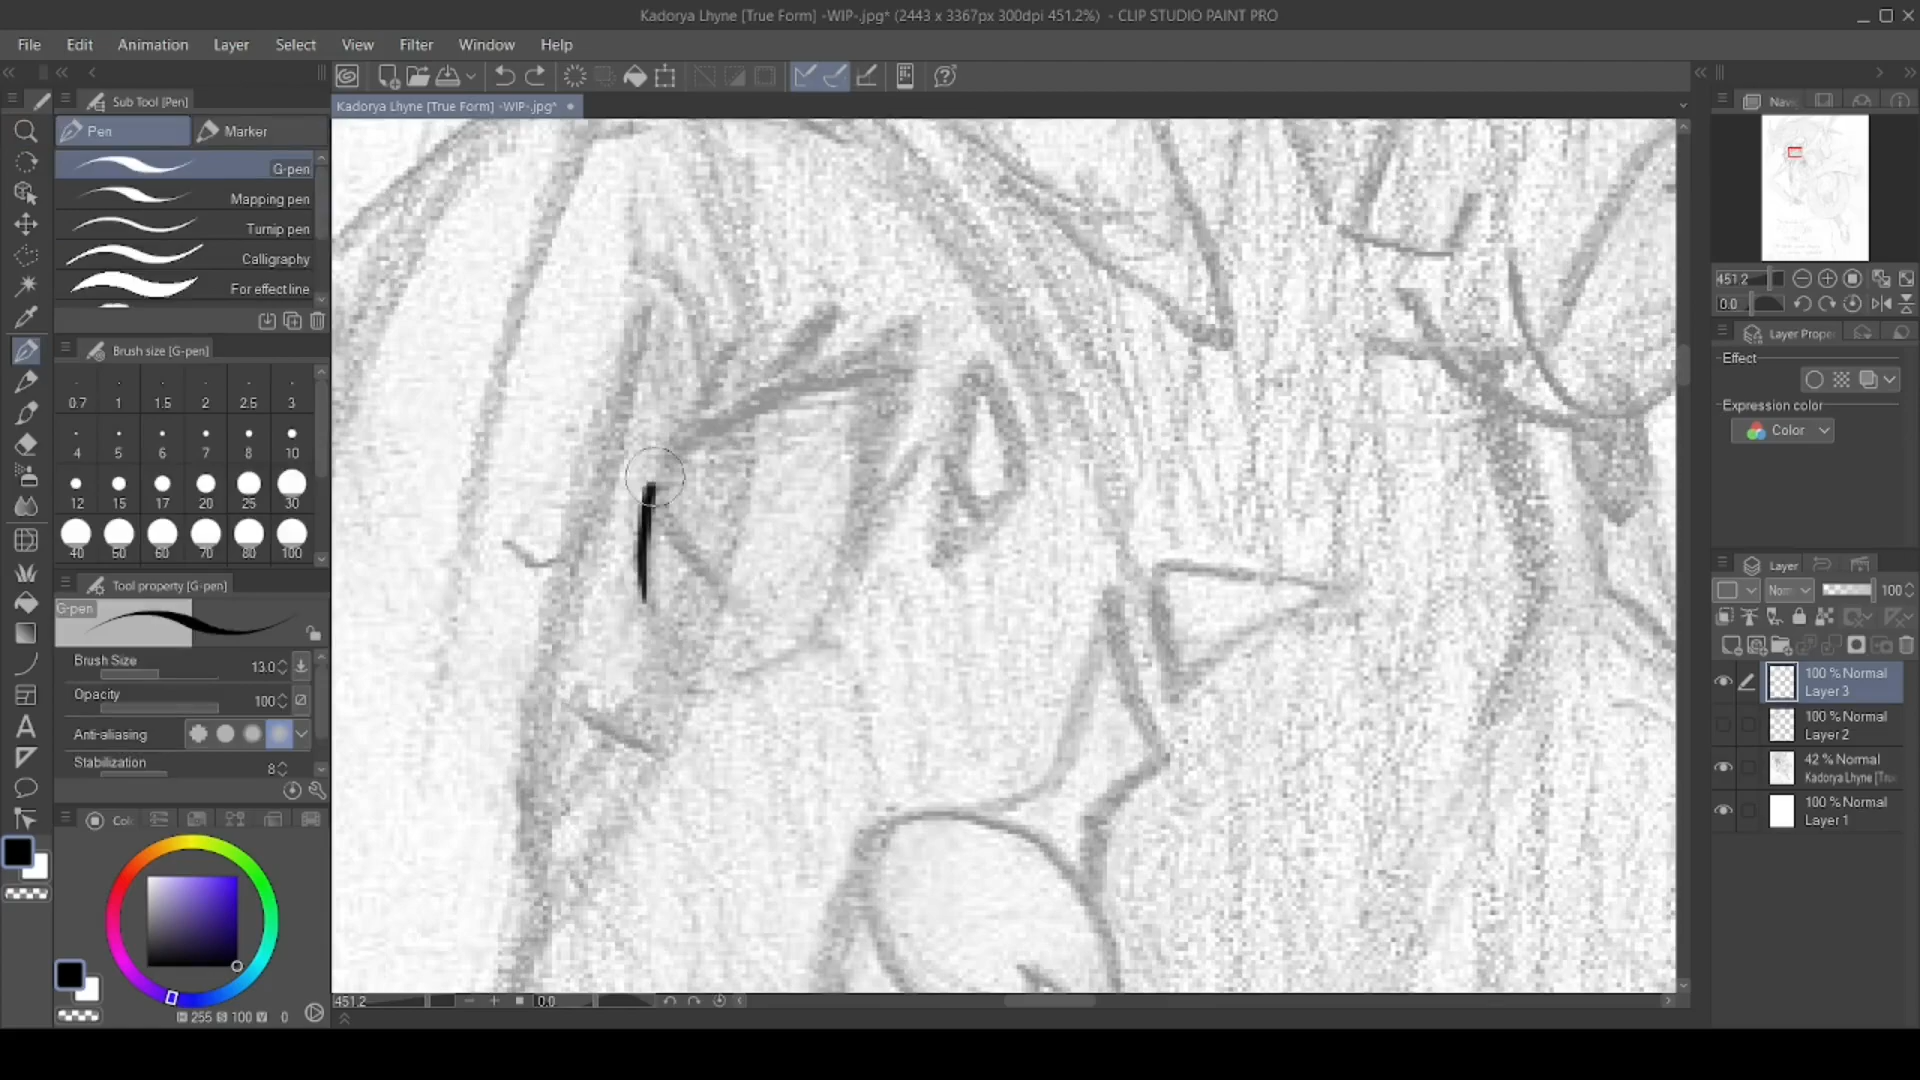 Kadorya Lhyne [True Form] -WIP-.jpg* (2443 x 3367px 300dpi 451.2%) - CLIP STUDIO PAINT PRO
File Edit Animation Layer Select View Filter Window Help
Sub Tool [Pen]
Kadorya Lhyne [True Form] -WIP-.jpg*
Pen Marker
G-pen
Mapping pen
Turnip pen
Calligraphy
For effect line
Brush size [G-pen]
0.7 1 1.5 2 2.5 3
4 5 6 7 8 10
12 15 17 20 25 30
40 50 60 70 80 100
Tool property [G-pen]
G-pen
Brush Size 13.0
Opacity 100
Anti-aliasing
Stabilization 8
Col
255 S 100 V 0
451.2 0.0
Navi
451.2
0.0
Layer Prope
Effect
Expression color
Color
Layer
Norm 100
100 % Normal
Layer 3
100 % Normal
Layer 2
42 % Normal
Kadorya Lhyne [True
100 % Normal
Layer 1